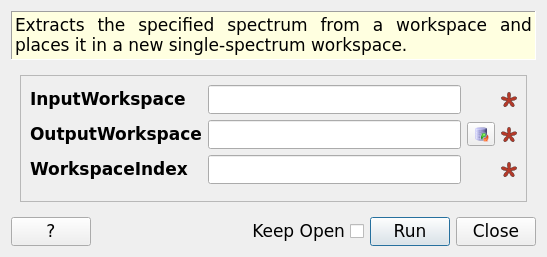 Extracts the specified spectrum from a workspace and
places it in a new single-spectrum workspace.
InputWorkspace
OutputWorkspace
WorkspaceIndex
? Keep Open Run Close